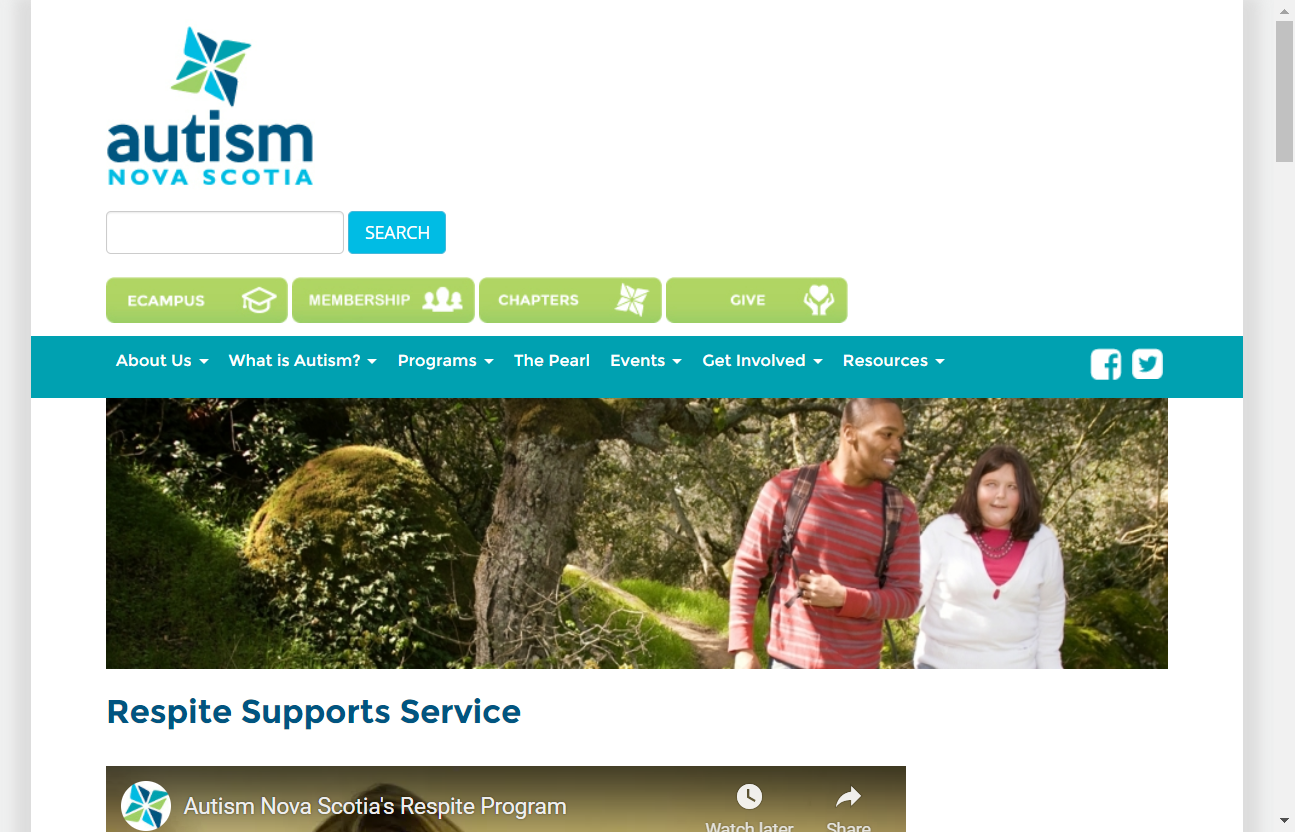 autism
NOVA SCOTIA
SEARCH
ECAMPUS MEMBERSHIP CHAPTERS GIVE
About Us What is Autism? Programs The Pearl Events Get Involved Resources
Respite Supports Service
Autism Nova Scotia's Respite Program
Watch later Share